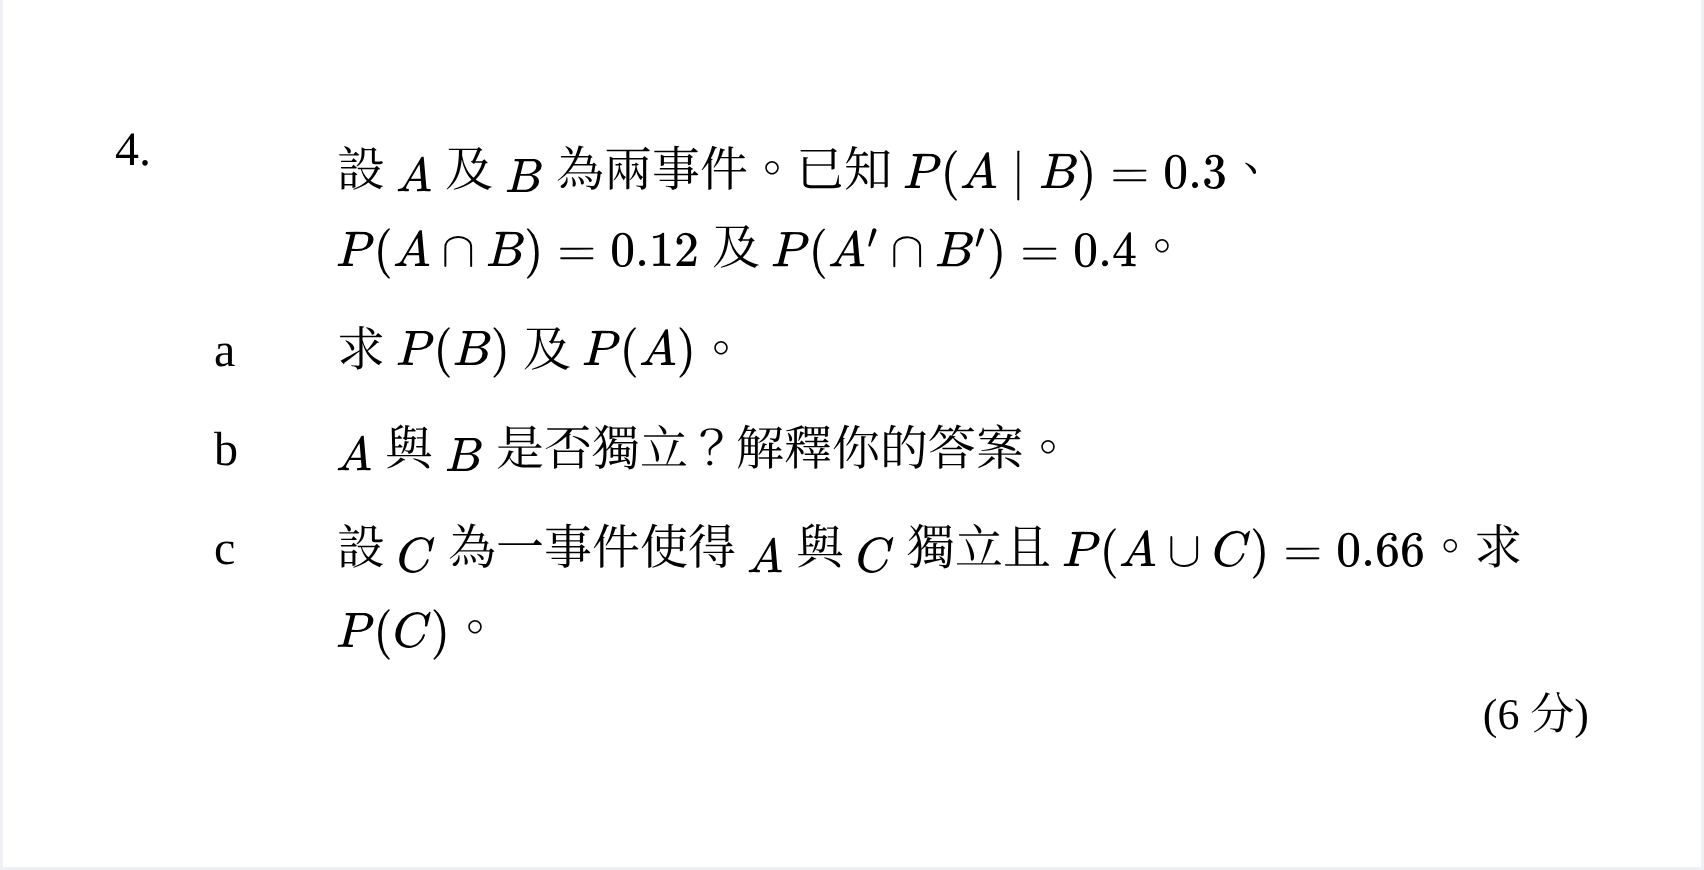 4. 設 A 及 B 為兩事件。已知 P(A | B) = 0.3、
P(A ∩ B) = 0.12 及 P(A′ ∩ B′) = 0.4。
a 求 P(B) 及 P(A)。
b A 與 B 是否獨立？解釋你的答案。
c 設 C 為一事件使得 A 與 C 獨立且 P(A ∪ C) = 0.66。求
P(C)。
(6 分)